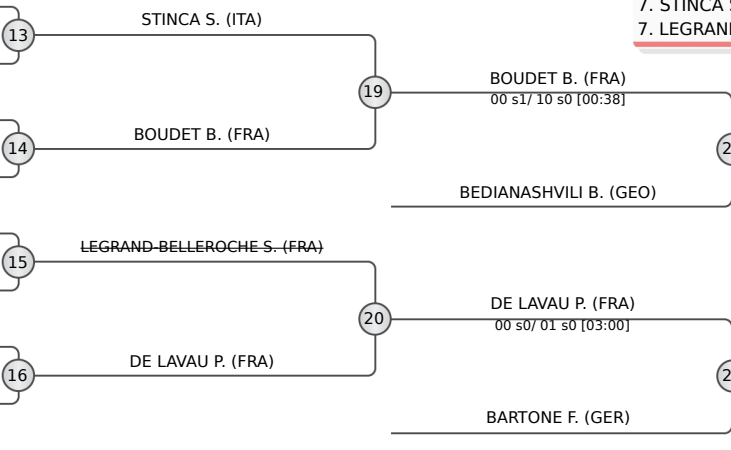 7. STINCA
7. LEGRAND
STINCA S. (ITA)
13
19
BOUDET B. (FRA)
00 s1/ 10 s0 [00:38]
BOUDET B. (FRA)
14
BEDIANASHVILI B. (GEO)
LEGRAND-BELLEROCHE S. (FRA)
15
20
DE LAVAU P. (FRA)
00 s0/ 01 s0 [03:00]
DE LAVAU P. (FRA)
16
BARTONE F. (GER)